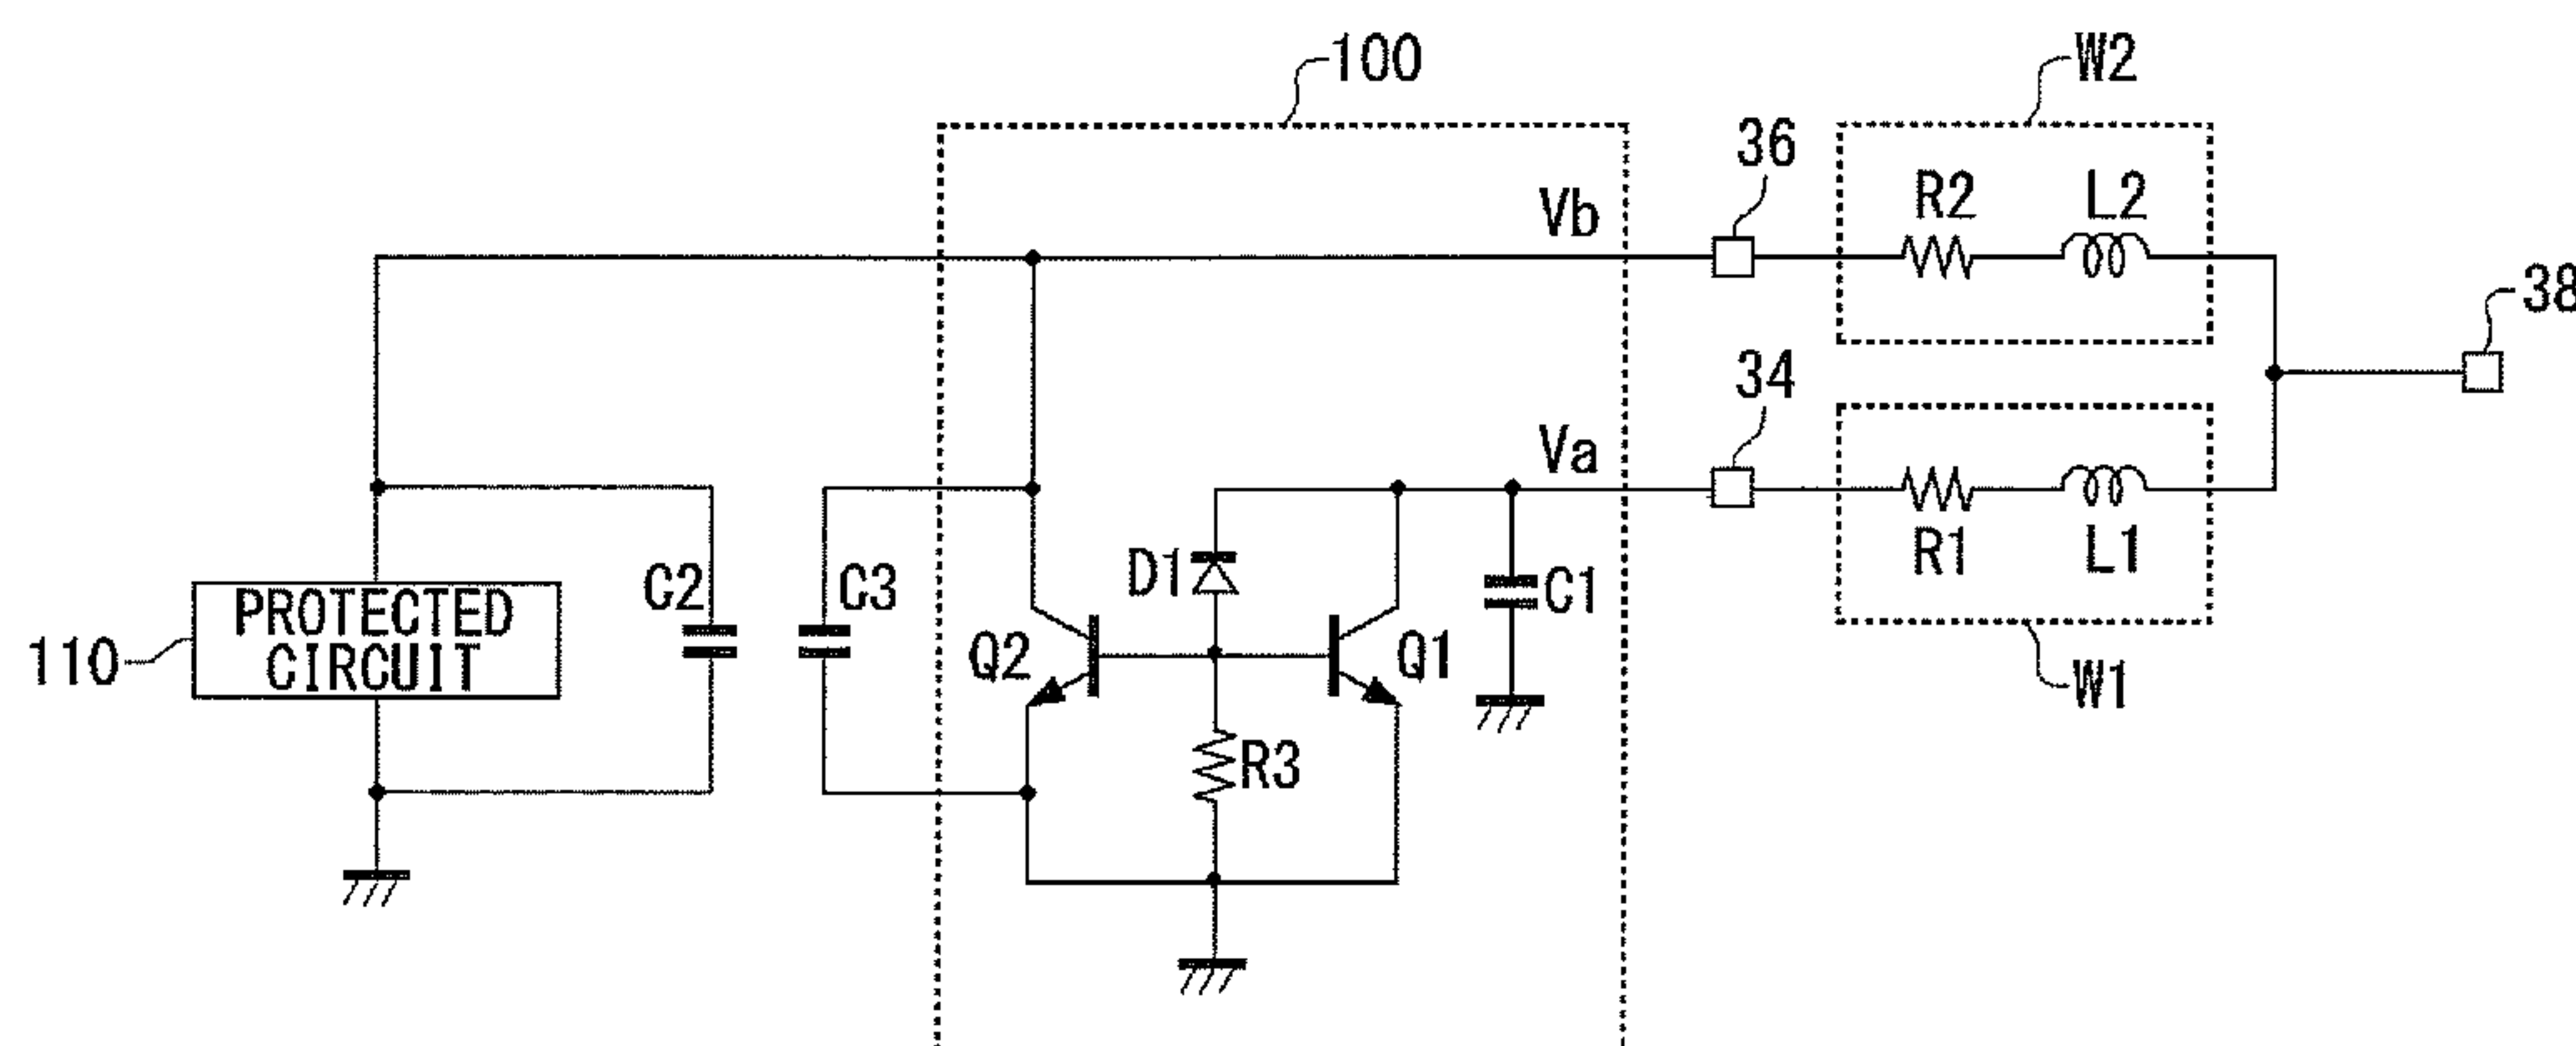 100
W2
36
R2
L2
Vb
38
34
Va
R1
L1
W1
D1
C1
C2
C3
PROTECTED
CIRCUIT
110
Q2
Q1
R3